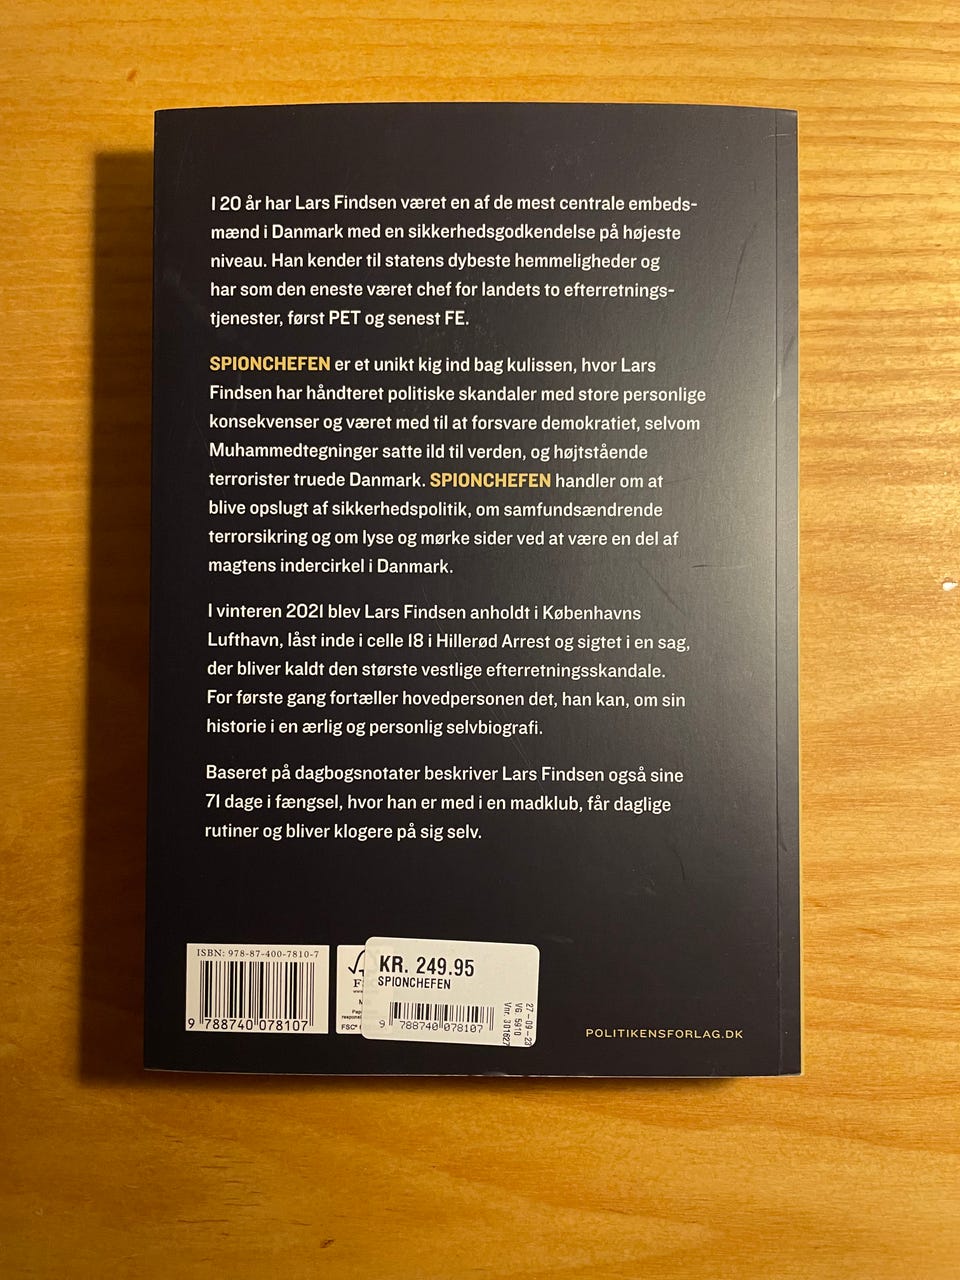 I 20 år har Lars Findsen været en af de mest centrale embeds-
mænd i Danmark med en sikkerhedsgodkendelse på højeste
niveau. Han kender til statens dybeste hemmeligheder og
har som den eneste været chef for landets to efterretnings-
tjenester, først PET og senest FE.
SPIONCHEFEN er et unikt kig ind bag kulissen, hvor Lars
Findsen har håndteret politiske skandaler med store personlige
konsekvenser og været med til at forsvare demokratiet, selvom
Muhammedtegninger satte ild til verden, og højtstående
terrorister truede Danmark. SPIONCHEFEN handler om at
blive opslugt af sikkerhedspolitik, om samfundsændrende
terrorsikring og om lyse og mørke sider ved at være en del af
magtens indercirkel i Danmark.
I vinteren 2021 blev Lars Findsen anholdt i Københavns
Lufthavn, låst inde i celle 18 i Hillerød Arrest og sigtet i en sag,
der bliver kaldt den største vestlige efterretningsskandale.
For første gang fortæller hovedpersonen det, han kan, om sin
historie i en ærlig og personlig selvbiografi.
Baseret på dagbogsnotater beskriver Lars Findsen også sine
71 dage i fængsel, hvor han er med i en madklub, får daglige
rutiner og bliver klogere på sig selv.
ISBN: 978-87-400-7810-7
9 788740 078107
FSC®
KR. 249.95
SPIONCHEFEN
9 788740 078107
27-09-23
VG. 5610
Vnr. 301627
POLITIKENSFORLAG.DK